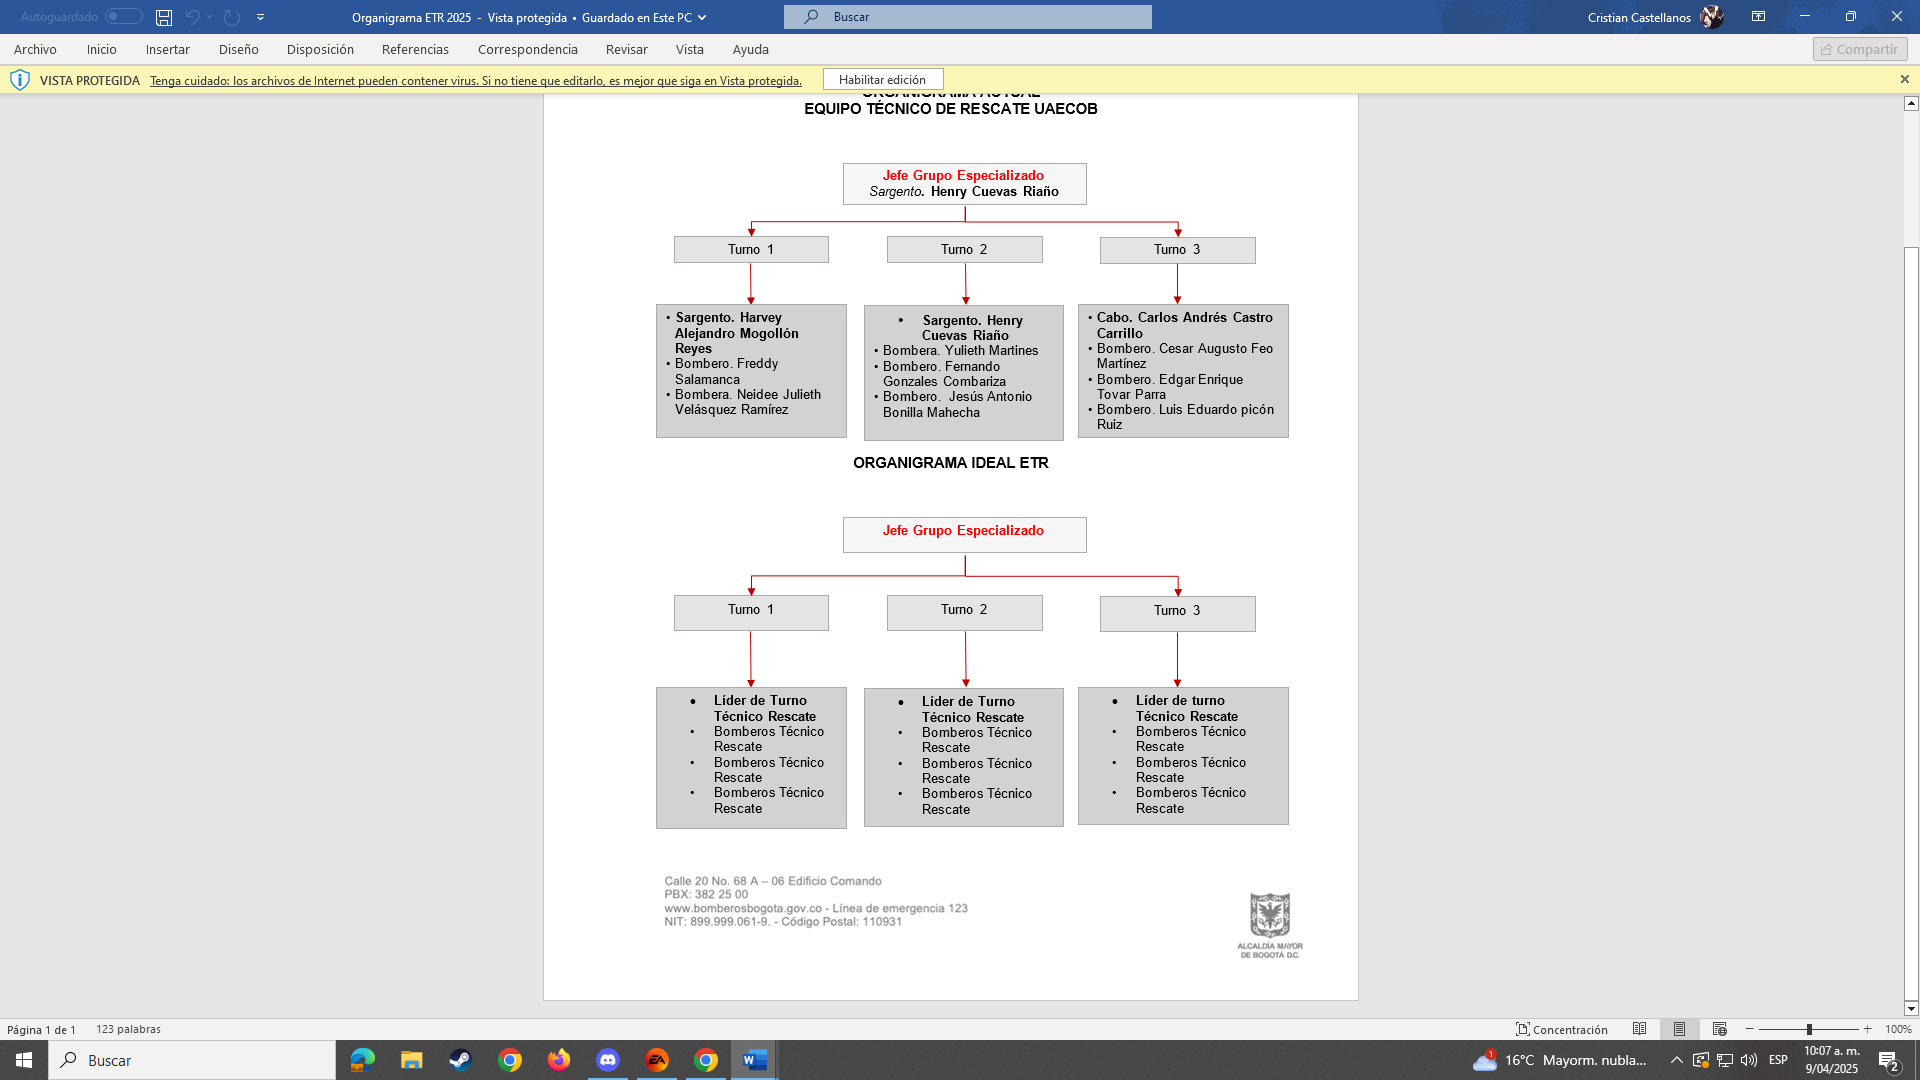 Autoguardado
Organigrama ETR 2025 - Vista protegida • Guardado en Este PC
Buscar
Cristian Castellanos
Archivo
Inicio
Insertar
Diseño
Disposición
Referencias
Correspondencia
Revisar
Vista
Ayuda
Compartir
VISTA PROTEGIDA
Tenga cuidado: los archivos de Internet pueden contener virus. Si no tiene que editarlo, es mejor que siga en Vista protegida.
Habilitar edición
ORGANIGRAMA ACTUAL
EQUIPO TÉCNICO DE RESCATE UAECOB
Jefe Grupo Especializado
Sargento. Henry Cuevas Riaño
Turno 1
Turno 2
Turno 3
• Sargento. Harvey
Alejandro Mogollón
Reyes
• Bombero. Freddy
Salamanca
• Bombera. Neidee Julieth
Velásquez Ramírez
• Sargento. Henry
Cuevas Riaño
• Bombera. Yulieth Martines
• Bombero. Fernando
Gonzales Combariza
• Bombero. Jesús Antonio
Bonilla Mahecha
• Cabo. Carlos Andrés Castro
Carrillo
• Bombero. Cesar Augusto Feo
Martínez
• Bombero. Edgar Enrique
Tovar Parra
• Bombero. Luis Eduardo picón
Ruiz
ORGANIGRAMA IDEAL ETR
Jefe Grupo Especializado
Turno 1
Turno 2
Turno 3
• Líder de Turno
Técnico Rescate
• Bomberos Técnico
Rescate
• Bomberos Técnico
Rescate
• Bomberos Técnico
Rescate
• Líder de Turno
Técnico Rescate
• Bomberos Técnico
Rescate
• Bomberos Técnico
Rescate
• Bomberos Técnico
Rescate
• Líder de turno
Técnico Rescate
• Bomberos Técnico
Rescate
• Bomberos Técnico
Rescate
• Bomberos Técnico
Rescate
Calle 20 No. 68 A – 06 Edificio Comando
PBX: 382 25 00
www.bomberosbogota.gov.co - Línea de emergencia 123
NIT: 899.999.061-9. - Código Postal: 110931
ALCALDÍA MAYOR
DE BOGOTÁ D.C.
Página 1 de 1
123 palabras
Concentración
100%
Buscar
EA
W
1
16°C Mayorm. nubla...
ESP
10:07 a. m.
9/04/2025
2